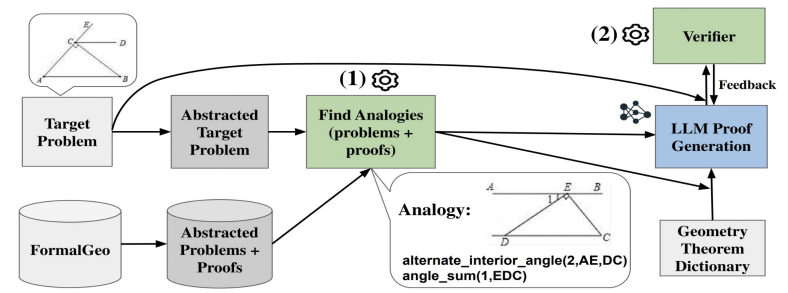 E
C
D
A
B
(1)
(2)
Verifier
Feedback
Target
Problem
Abstracted
Target
Problem
Find Analogies
(problems +
proofs)
LLM Proof
Generation
FormalGeo
Abstracted
Problems +
Proofs
Analogy:
A
E
B
1
D
C
alternate_interior_angle(2,AE,DC)
angle_sum(1,EDC)
Geometry
Theorem
Dictionary